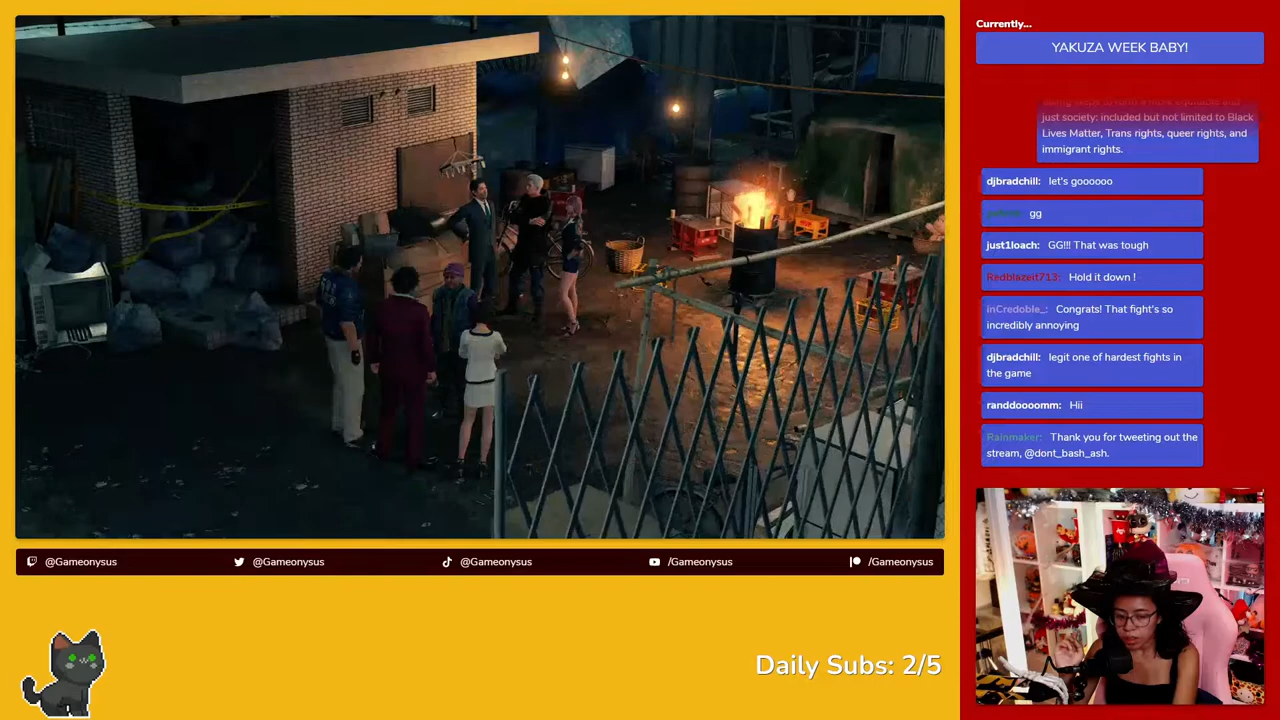 Currently...
YAKUZA WEEK BABY!
just society; included but not limited to Black
Lives Matter, Trans rights, queer rights, and
immigrant rights.
djbradchill: let's goooooo
gg
just1loach: GG!!! That was tough
Redblazeit713: Hold it down !
inCredoble_: Congrats! That fight's so
incredibly annoying
djbradchill: legit one of hardest fights in
the game
randdoooomm: Hii
Rainmaker: Thank you for tweeting out the
stream, @dont_bash_ash.
@Gameonysus
@Gameonysus
@Gameonysus
/Gameonysus
/Gameonysus
Daily Subs: 2/5